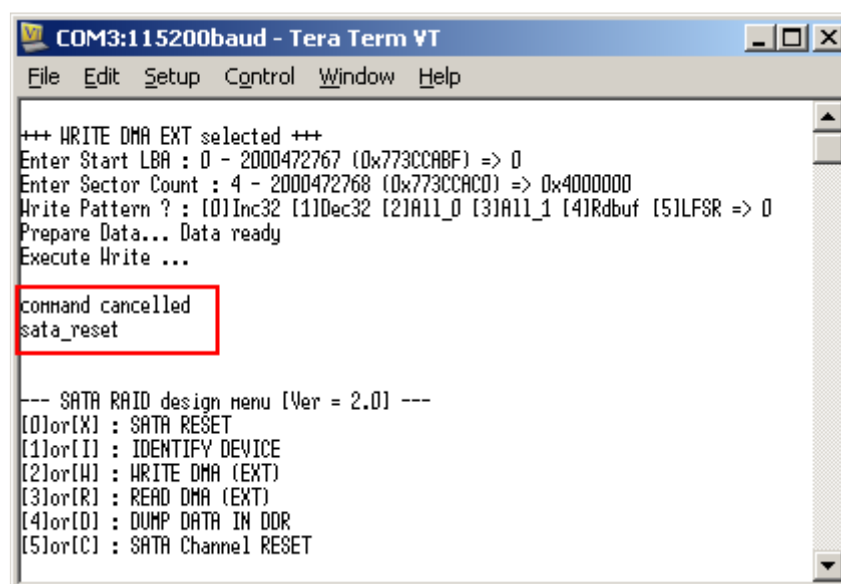 COM3:115200baud - Tera Term VT
File Edit Setup Control Window Help
+++ WRITE DMA EXT selected +++
Enter Start LBA : 0 - 2000472767 (0x773CCABF) => 0
Enter Sector Count : 4 - 2000472768 (0x773CCAC0) => 0x4000000
Write Pattern ? : [0]Inc32 [1]Dec32 [2]All_0 [3]All_1 [4]Rdbuf [5]LFSR => 0
Prepare Data... Data ready
Execute Write ...
command cancelled
sata_reset
--- SATA RAID design menu [Ver = 2.0] ---
[0]or[X] : SATA RESET
[1]or[I] : IDENTIFY DEVICE
[2]or[W] : WRITE DMA (EXT)
[3]or[R] : READ DMA (EXT)
[4]or[D] : DUMP DATA IN DDR
[5]or[C] : SATA Channel RESET